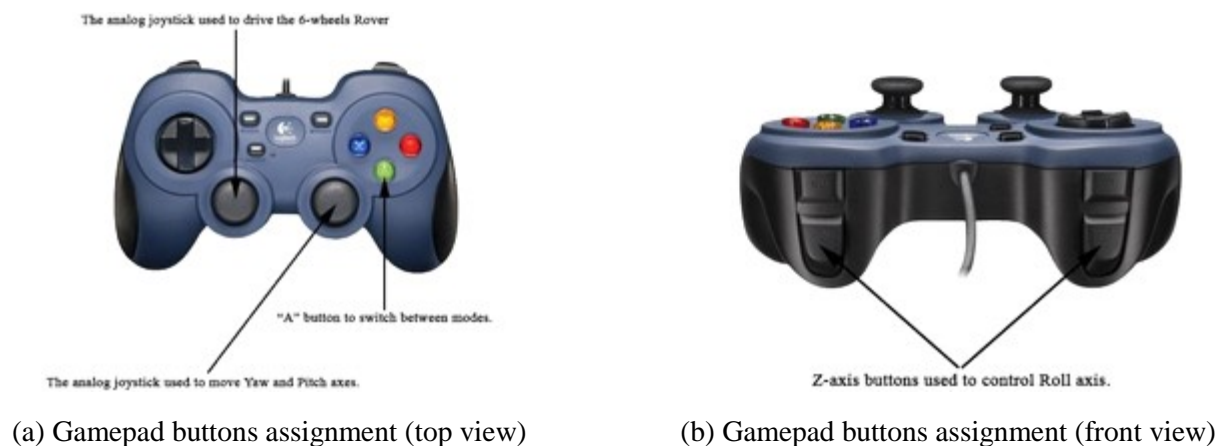 The analog joystick used to drive the 6-wheels Rover
"A" button to switch between modes.
The analog joystick used to move Yaw and Pitch axes.
Z-axis buttons used to control Roll axis.
(a) Gamepad buttons assignment (top view)
(b) Gamepad buttons assignment (front view)